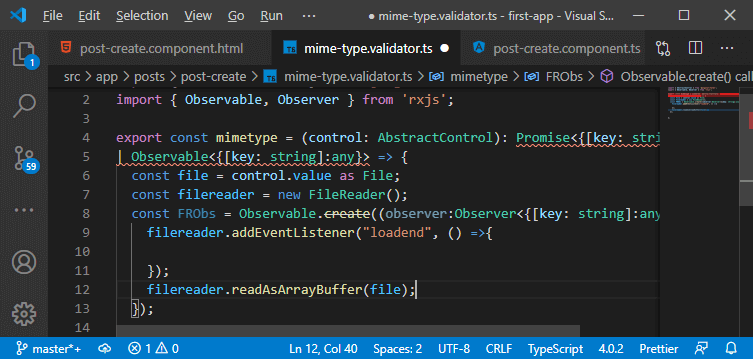 File Edit Selection View Go ··· mime-type.validator.ts - first-app - Visual S...
post-create.component.html mime-type.validator.ts post-create.component.ts
src > app > posts > post-create > TS mime-type.validator.ts > mimetype > FRObs > Observable.create() call
1
59
2 import { Observable, Observer } from 'rxjs';
3
4 export const mimetype = (control: AbstractControl): Promise<{[key: stri
5 | Observable<{[key: string]:any}> => {
6 const file = control.value as File;
7 const filereader = new FileReader();
8 const FRObs = Observable.create((observer:Observer<{[key: string]:any
9 filereader.addEventListener("loadend", () =>{
10
11 });
12 filereader.readAsArrayBuffer(file);
13 });
14
master*+ 1 0 Ln 12, Col 40 Spaces: 2 UTF-8 CRLF TypeScript 4.0.2 Prettier